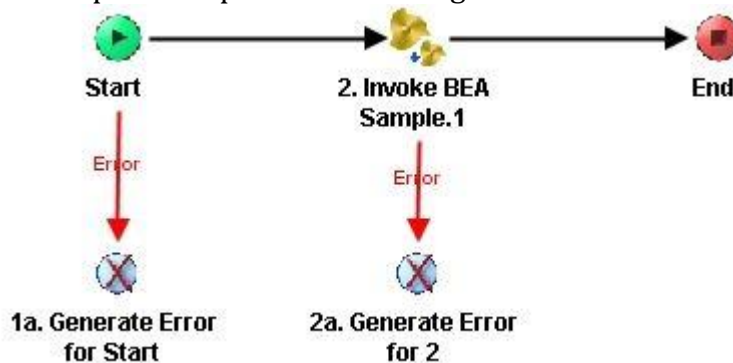 Start
2. Invoke BEA
Sample.1
End
Error
Error
1a. Generate Error
for Start
2a. Generate Error
for 2